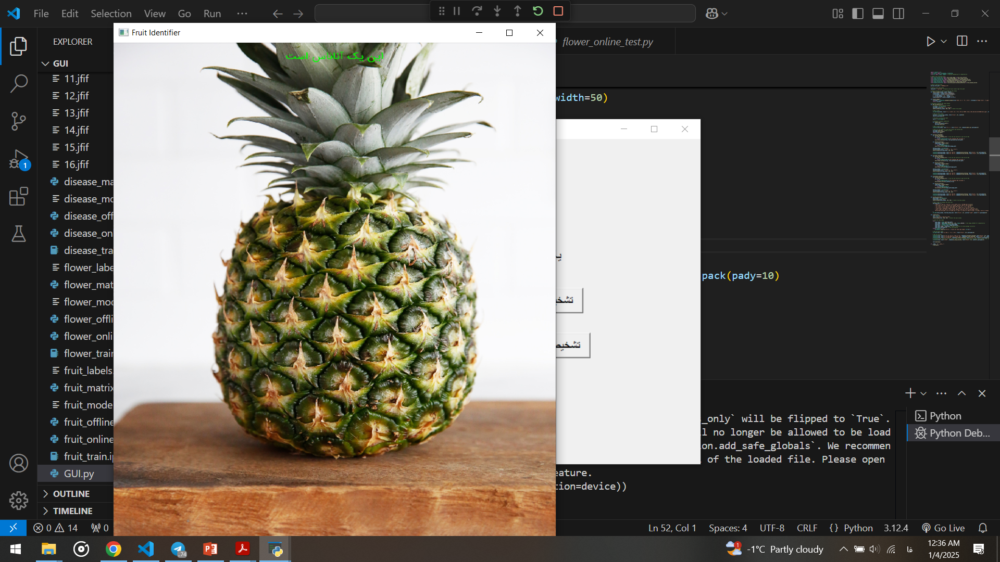 File Edit Selection View Go Run ...
Fruit Identifier
flower_online_test.py
EXPLORER
GUI
11.jfif
12.jfif
13.jfif
14.jfif
15.jfif
16.jfif
disease_ma
disease_mo
disease_off
disease_on
disease_tra
flower_labe
flower_mat
flower_mod
flower_offli
flower_onli
flower_train
fruit_labels.
fruit_matrix
fruit_mode
fruit_offline
fruit_online
fruit_train.i
GUI.py
OUTLINE
TIMELINE
این یک آناناس است
width=50)
pack(pady=10)
تشخی
تشخیص
_only` will be flipped to `True`.
l no longer be allowed to be load
ion.add_safe_globals`. We recommen
of the loaded file. Please open
eature.
tion=device))
Python
Python Deb...
1
0 14 0
Ln 52, Col 1 Spaces: 4 UTF-8 CRLF {} Python 3.12.4 Go Live
74
1 -1°C Partly cloudy
فا
12:36 AM
1/4/2025